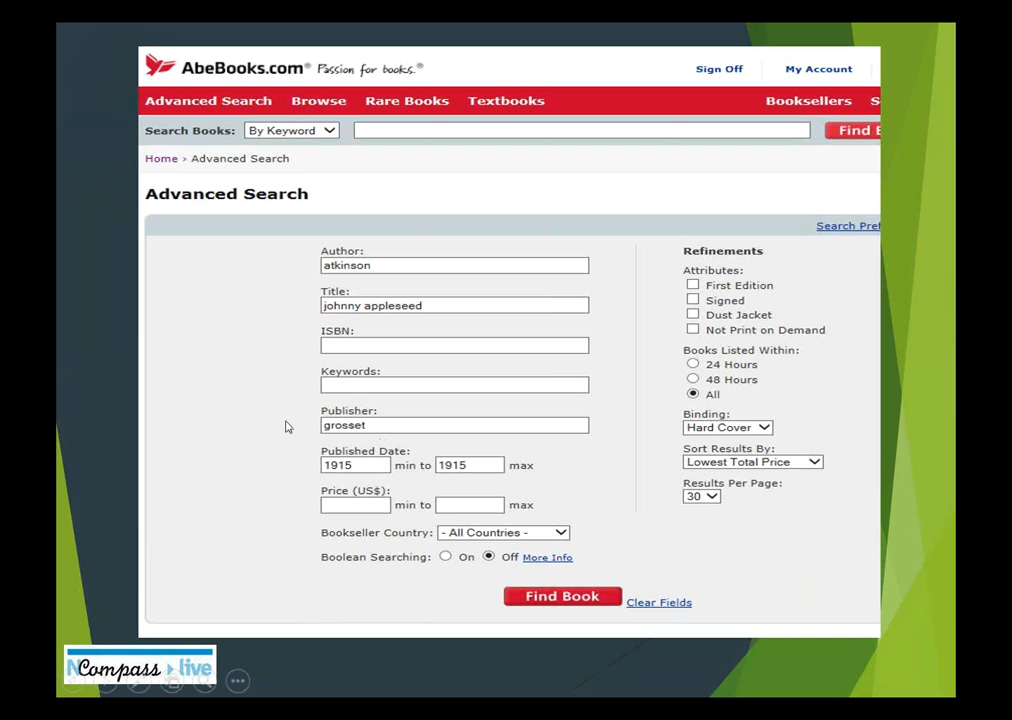 AbeBooks.com® Passion for books.®
Sign Off My Account
Advanced Search Browse Rare Books Textbooks Booksellers S
Search Books: By Keyword Find B
Home > Advanced Search
Advanced Search
Search Pref
Author:
atkinson
Title:
johnny appleseed
ISBN:
Keywords:
Publisher:
grosset
Published Date:
1915 min to 1915 max
Price (US$):
min to max
Bookseller Country: - All Countries -
Boolean Searching: On Off More Info
Find Book Clear Fields
Refinements
Attributes:
First Edition
Signed
Dust Jacket
Not Print on Demand
Books Listed Within:
24 Hours
48 Hours
All
Binding:
Hard Cover
Sort Results By:
Lowest Total Price
Results Per Page:
30
NCompass live